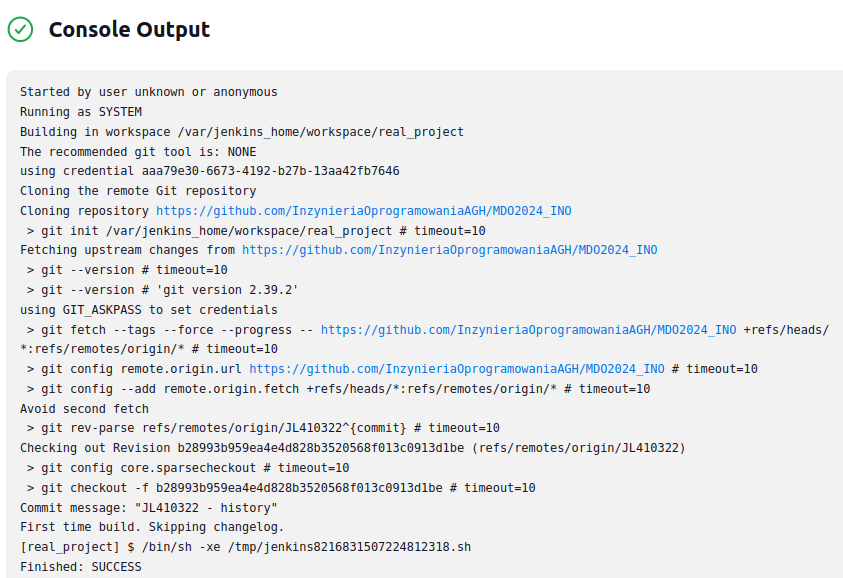 Console Output
Started by user unknown or anonymous
Running as SYSTEM
Building in workspace /var/jenkins_home/workspace/real_project
The recommended git tool is: NONE
using credential aaa79e30-6673-4192-b27b-13aa42fb7646
Cloning the remote Git repository
Cloning repository https://github.com/InzynieriaOprogramowaniaAGH/MDO2024_INO
 > git init /var/jenkins_home/workspace/real_project # timeout=10
Fetching upstream changes from https://github.com/InzynieriaOprogramowaniaAGH/MDO2024_INO
 > git --version # timeout=10
 > git --version # 'git version 2.39.2'
using GIT_ASKPASS to set credentials
 > git fetch --tags --force --progress -- https://github.com/InzynieriaOprogramowaniaAGH/MDO2024_INO +refs/heads/
*:refs/remotes/origin/* # timeout=10
 > git config remote.origin.url https://github.com/InzynieriaOprogramowaniaAGH/MDO2024_INO # timeout=10
 > git config --add remote.origin.fetch +refs/heads/*:refs/remotes/origin/* # timeout=10
Avoid second fetch
 > git rev-parse refs/remotes/origin/JL410322^{commit} # timeout=10
Checking out Revision b28993b959ea4e4d828b3520568f013c0913d1be (refs/remotes/origin/JL410322)
 > git config core.sparsecheckout # timeout=10
 > git checkout -f b28993b959ea4e4d828b3520568f013c0913d1be # timeout=10
Commit message: "JL410322 - history"
First time build. Skipping changelog.
[real_project] $ /bin/sh -xe /tmp/jenkins8216831507224812318.sh
Finished: SUCCESS